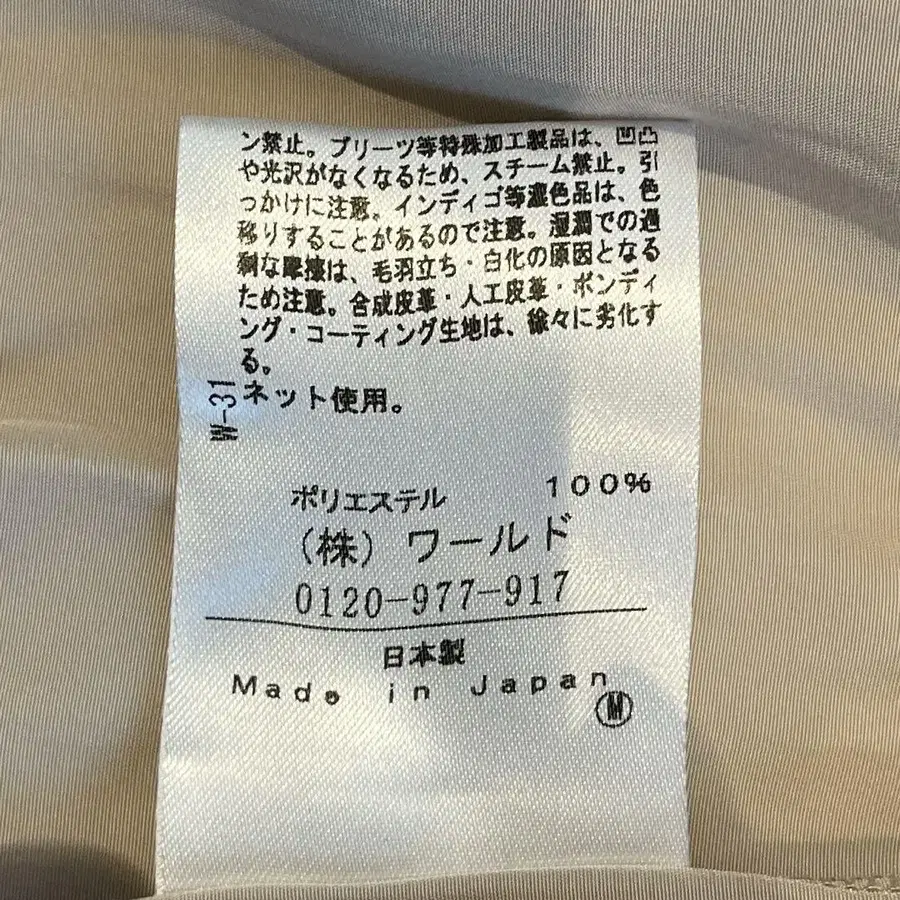 ン禁止。プリーツ等特殊加工製品は、凹凸
や光沢がなくなるため、スチーム禁止。引
っかけに注意。インディゴ等濃色品は、色
移りすることがあるので注意。湿潤での過
剰な摩擦は、毛羽立ち・白化の原因となる
ため注意。合成皮革・人工皮革・ボンディ
ング・コーティング生地は、徐々に劣化す
る。
ネット使用。
W-31
ポリエステル 100%
(株)ワールド
0120-977-917
日本製
Made in Japan
M